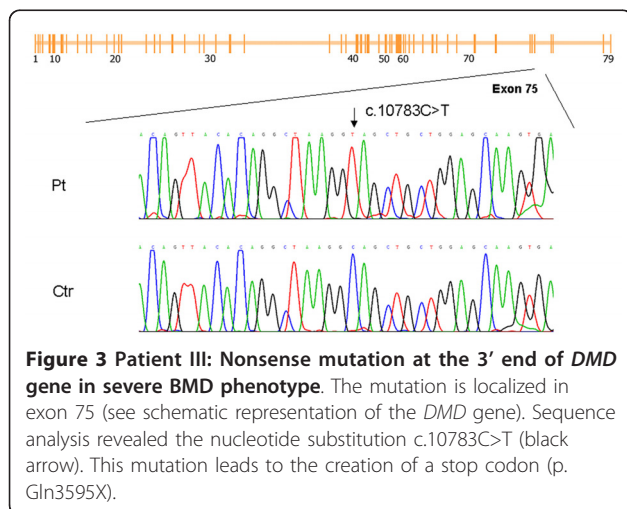 1 10 20 30 40 50 60 70 79
Exon 75
c.10783C>T
A C A G T T A C A C A G G C T A A G G T A G C T G C T G G A G C A A G T G A
Pt
A C A G T T A C A C A G G C T A A G G C A G C T G C T G G A G C A A G T G A
Ctr
Figure 3 Patient III: Nonsense mutation at the 3′ end of DMD
gene in severe BMD phenotype. The mutation is localized in
exon 75 (see schematic representation of the DMD gene). Sequence
analysis revealed the nucleotide substitution c.10783C>T (black
arrow). This mutation leads to the creation of a stop codon (p.
Gln3595X).